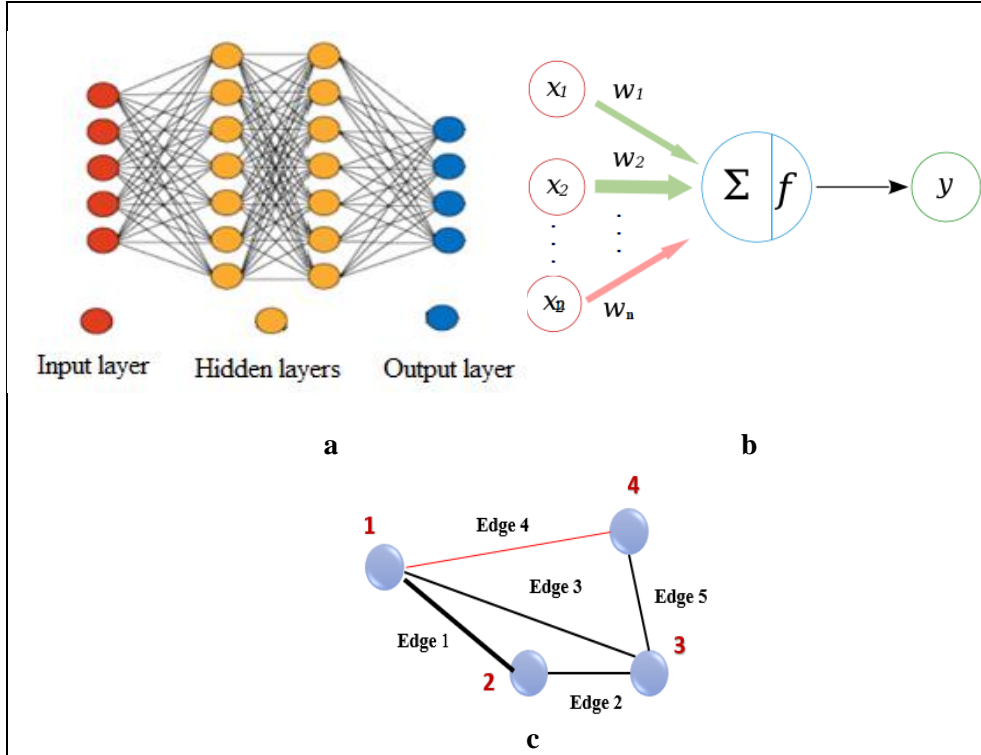 Input layer
Hidden layers
Output layer
a
x1
w1
x2
w2
Σ
f
y
wn
b
1
4
Edge 4
Edge 3
Edge 5
Edge 1
2
3
Edge 2
c